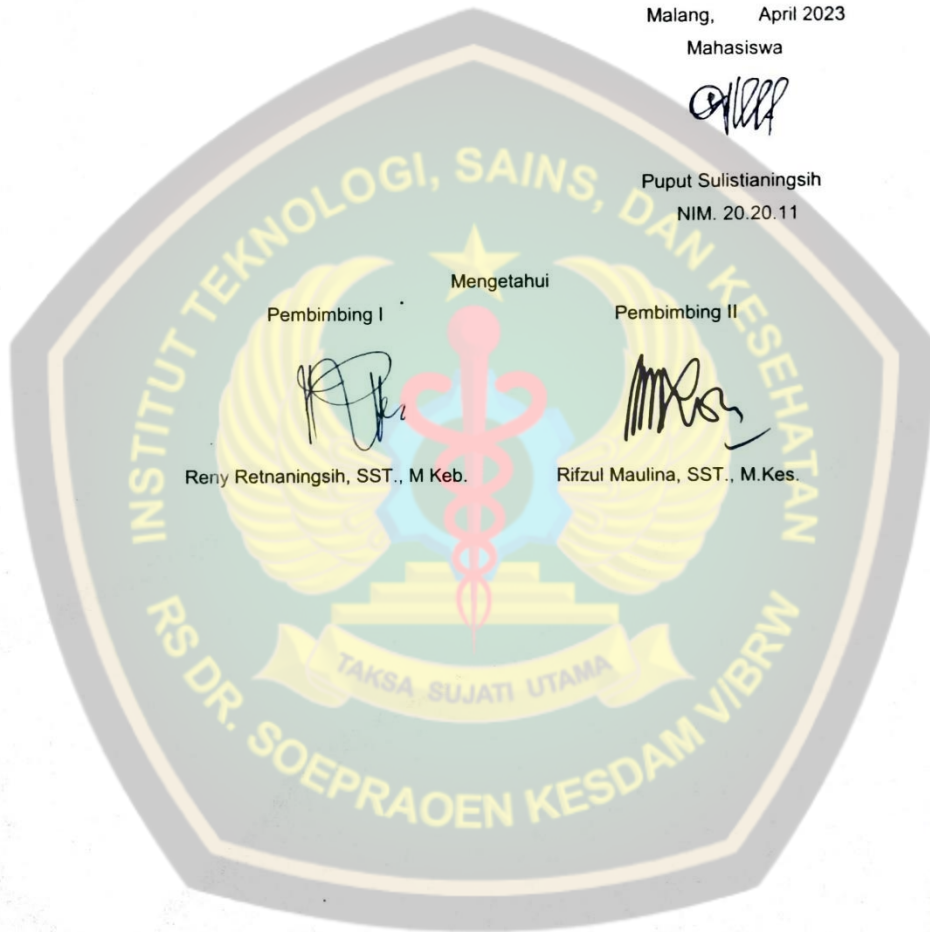 Malang, April 2023
Mahasiswa
Puput Sulistianingsih
NIM. 20.20.11
Mengetahui
Pembimbing I Pembimbing II
Reny Retnaningsih, SST., M Keb. Rifzul Maulina, SST., M.Kes.
INSTITUT TEKNOLOGI, SAINS, DAN KESEHATAN
TAKSA SUJATI UTAMA
RS DR. SOEPRAOEN KESDAM V/BRW